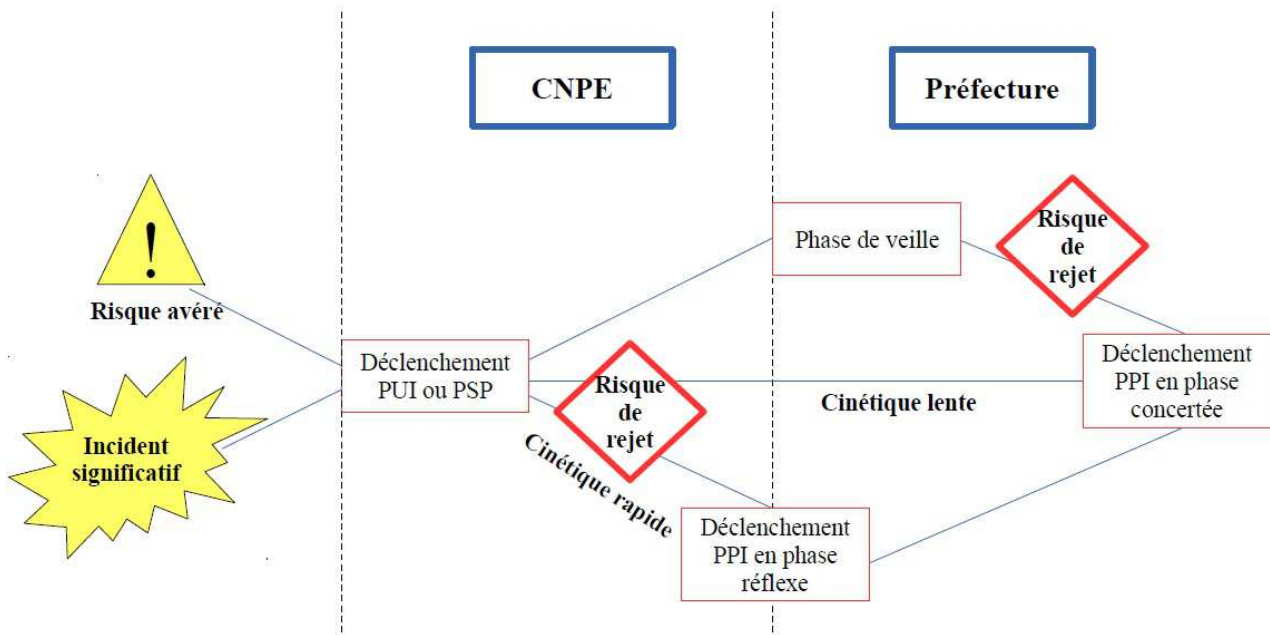 CNPE
Préfecture
!
Risque avéré
Incident
significatif
Déclenchement
PUI ou PSP
Risque
de
rejet
Cinétique rapide
Phase de veille
Risque
de
rejet
Cinétique lente
Déclenchement
PPI en phase
concertée
Déclenchement
PPI en phase
réflexe